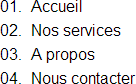 01. Accueil
02. Nos services
03. A propos
04. Nous contacter